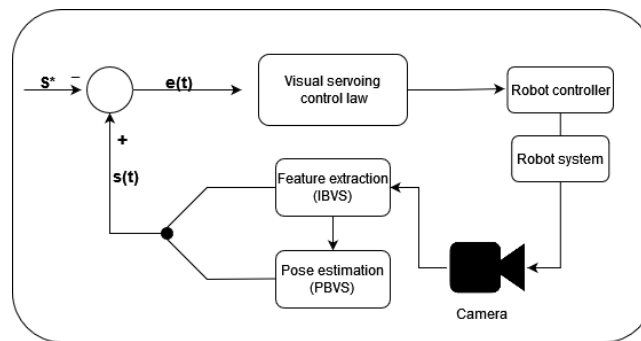 S*
−
e(t)
Visual servoing
control law
Robot controller
Robot system
+
s(t)
Feature extraction
(IBVS)
Pose estimation
(PBVS)
Camera